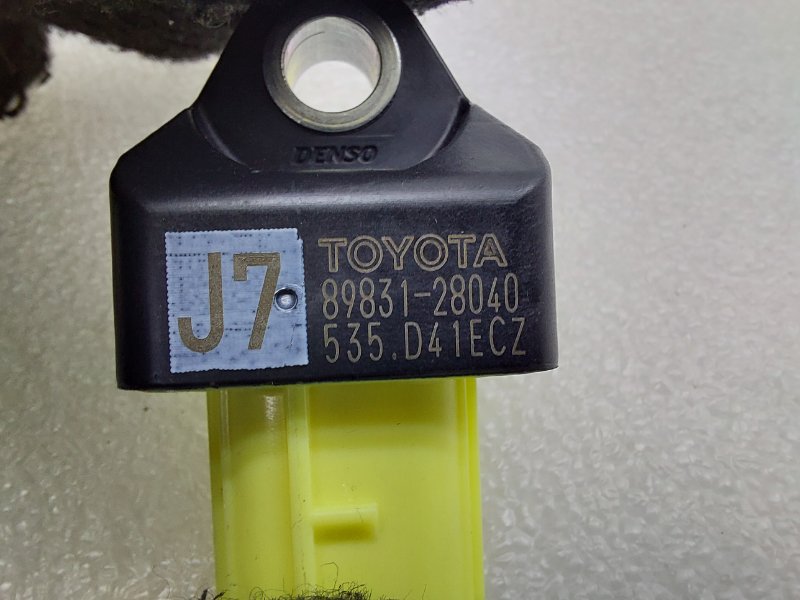 DENSO
J7
TOYOTA
89831-28040
535.D41ECZ